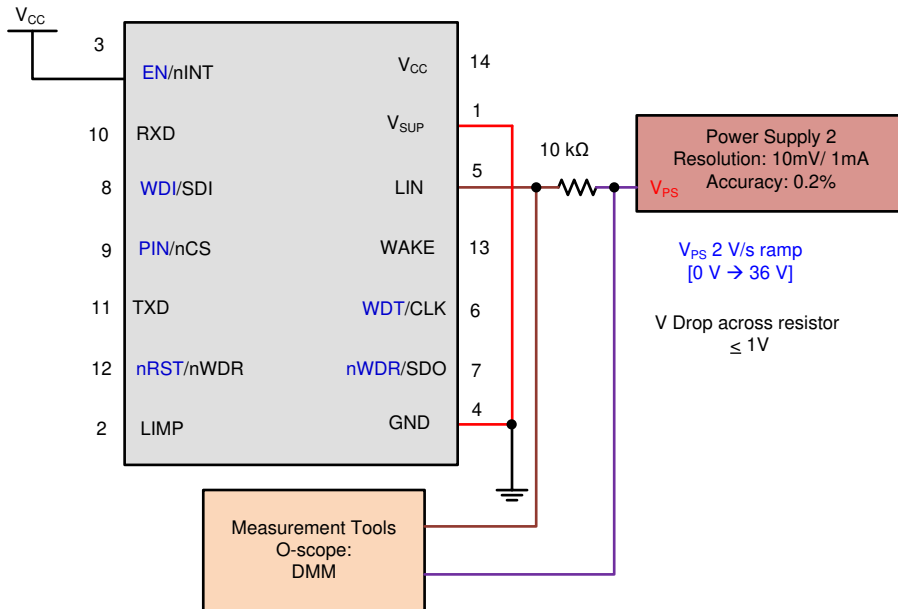 VCC
3
EN/nINT
VCC
14
1
10
RXD
VSUP
10 kΩ
Power Supply 2
Resolution: 10mV/ 1mA
Accuracy: 0.2%
8
WDI/SDI
LIN
5
VPS
9
PIN/nCS
WAKE
13
VPS 2 V/s ramp
[0 V → 36 V]
11
TXD
WDT/CLK
6
V Drop across resistor
≤ 1V
12
nRST/nWDR
nWDR/SDO
7
2
LIMP
GND
4
Measurement Tools
O-scope:
DMM